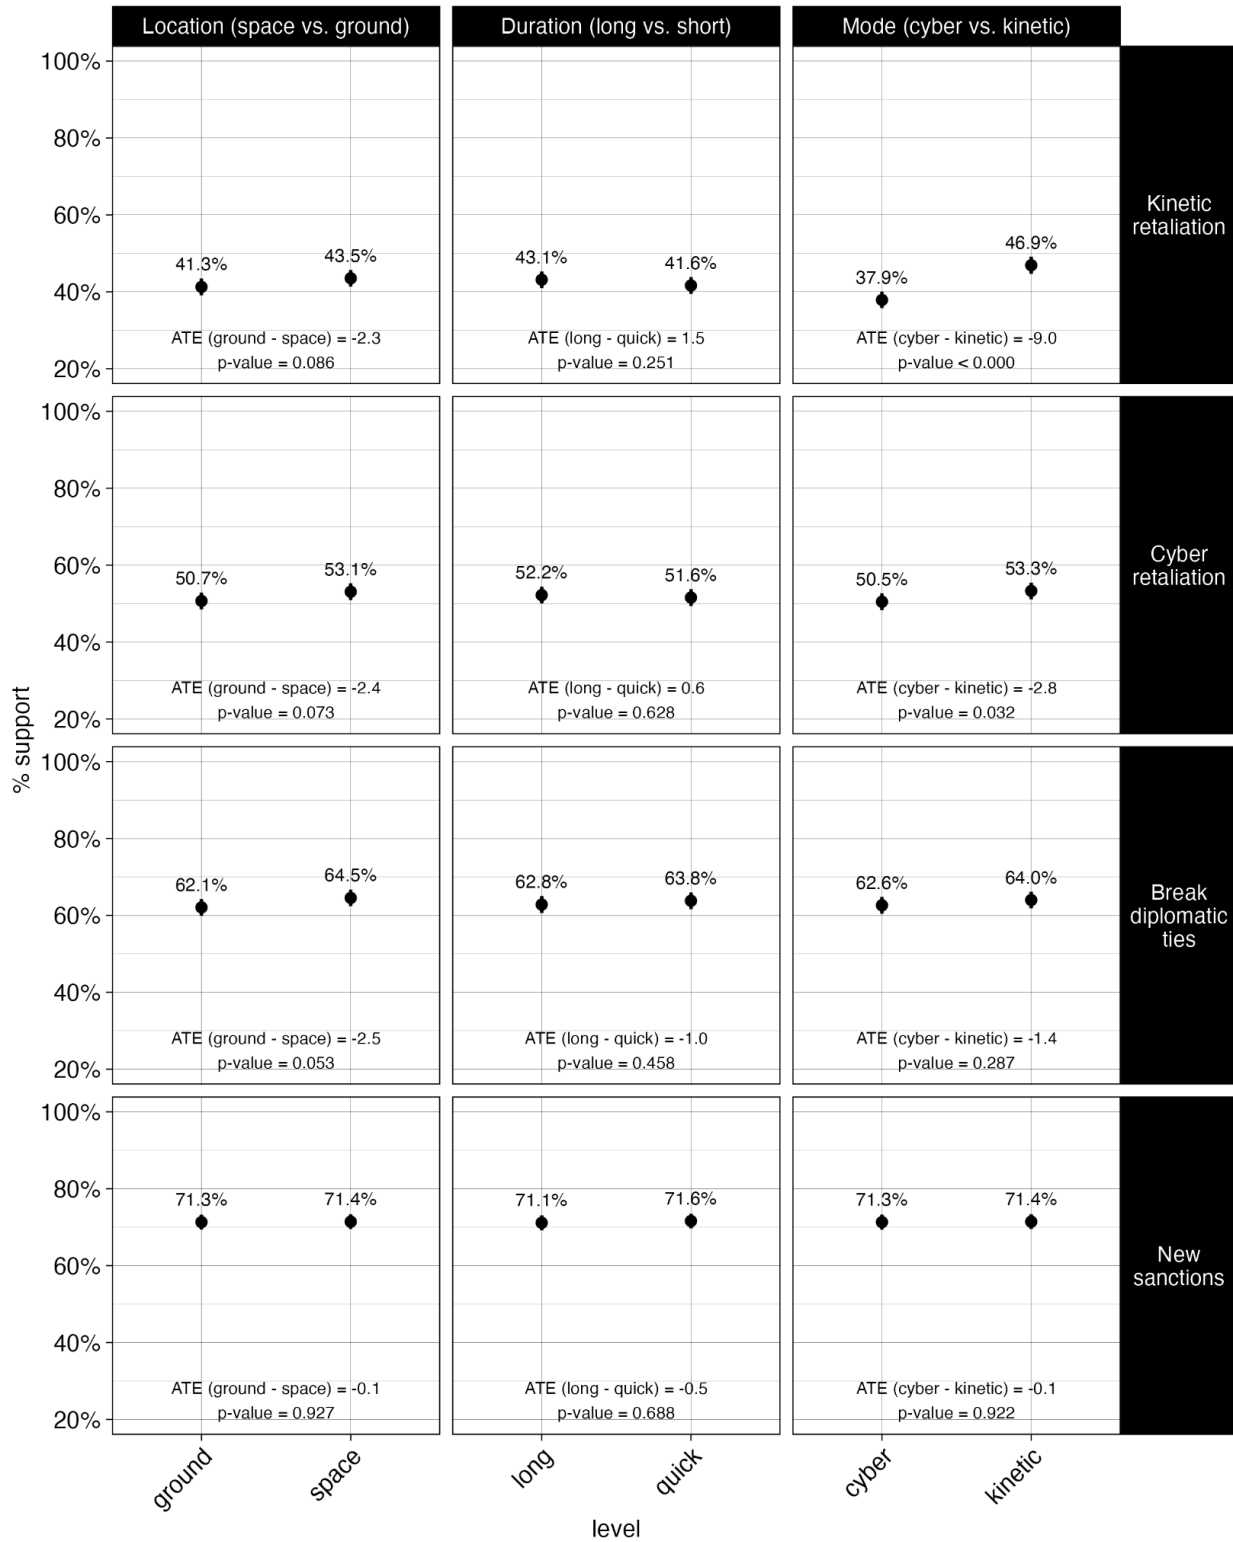 Location (space vs. ground)
Duration (long vs. short)
Mode (cyber vs. kinetic)
100%
80%
60%
40%
20%
41.3%
43.5%
ATE (ground - space) = -2.3
p-value = 0.086
43.1%
41.6%
ATE (long - quick) = 1.5
p-value = 0.251
37.9%
46.9%
ATE (cyber - kinetic) = -9.0
p-value < 0.000
Kinetic
retaliation
100%
80%
60%
40%
20%
50.7%
53.1%
ATE (ground - space) = -2.4
p-value = 0.073
52.2%
51.6%
ATE (long - quick) = 0.6
p-value = 0.628
50.5%
53.3%
ATE (cyber - kinetic) = -2.8
p-value = 0.032
Cyber
retaliation
% support
100%
80%
60%
40%
20%
62.1%
64.5%
ATE (ground - space) = -2.5
p-value = 0.053
62.8%
63.8%
ATE (long - quick) = -1.0
p-value = 0.458
62.6%
64.0%
ATE (cyber - kinetic) = -1.4
p-value = 0.287
Break
diplomatic
ties
100%
80%
60%
40%
20%
71.3%
71.4%
ATE (ground - space) = -0.1
p-value = 0.927
71.1%
71.6%
ATE (long - quick) = -0.5
p-value = 0.688
71.3%
71.4%
ATE (cyber - kinetic) = -0.1
p-value = 0.922
New
sanctions
ground
space
long
quick
cyber
kinetic
level